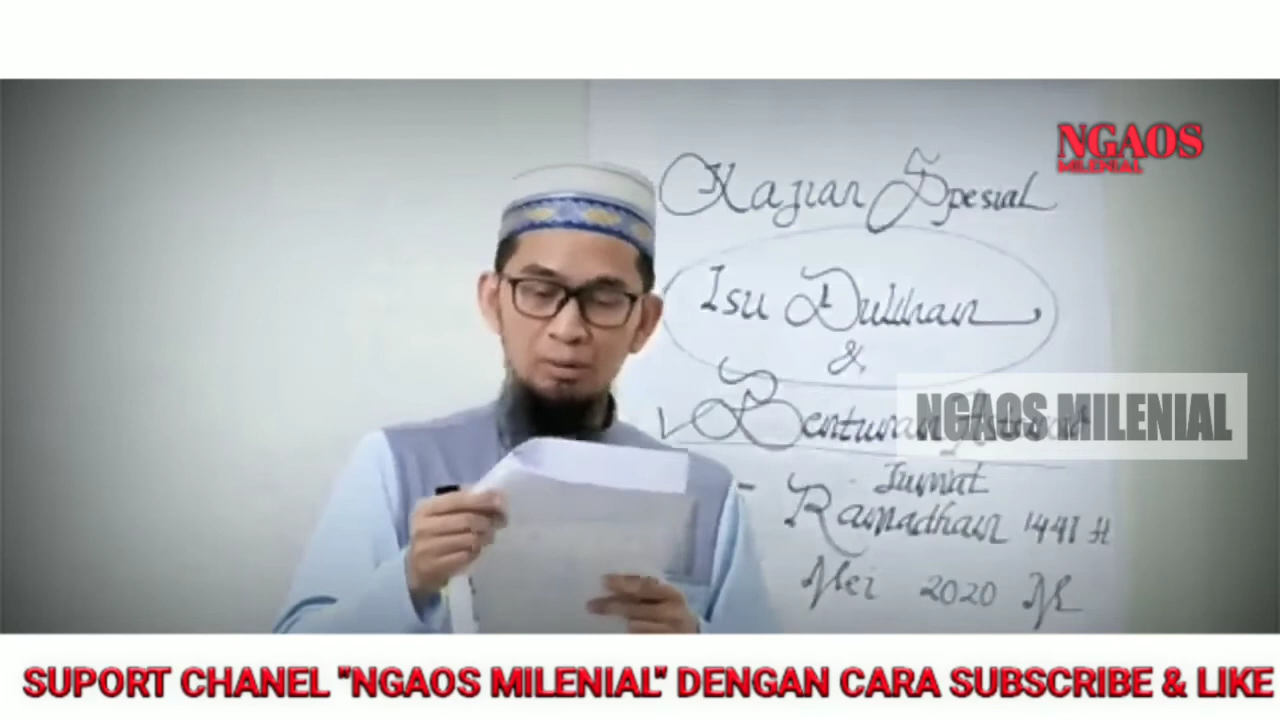 NGAOS
MILENIAL
Kajian Spesial
Isu Dukhan
&
Benturan
NGAOS MILENIAL
Jumat
Ramadhan 1441 H
Mei 2020 M
SUPORT CHANEL "NGAOS MILENIAL" DENGAN CARA SUBSCRIBE & LIKE